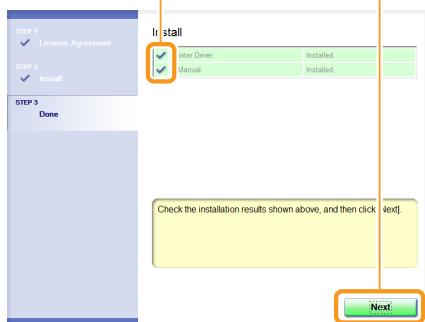 STEP 1
License Agreement
Install
STEP 2
Install
inter Driver
Installed
Manual
Installed
STEP 3
Done
Check the installation results shown above, and then click [Next].
Next